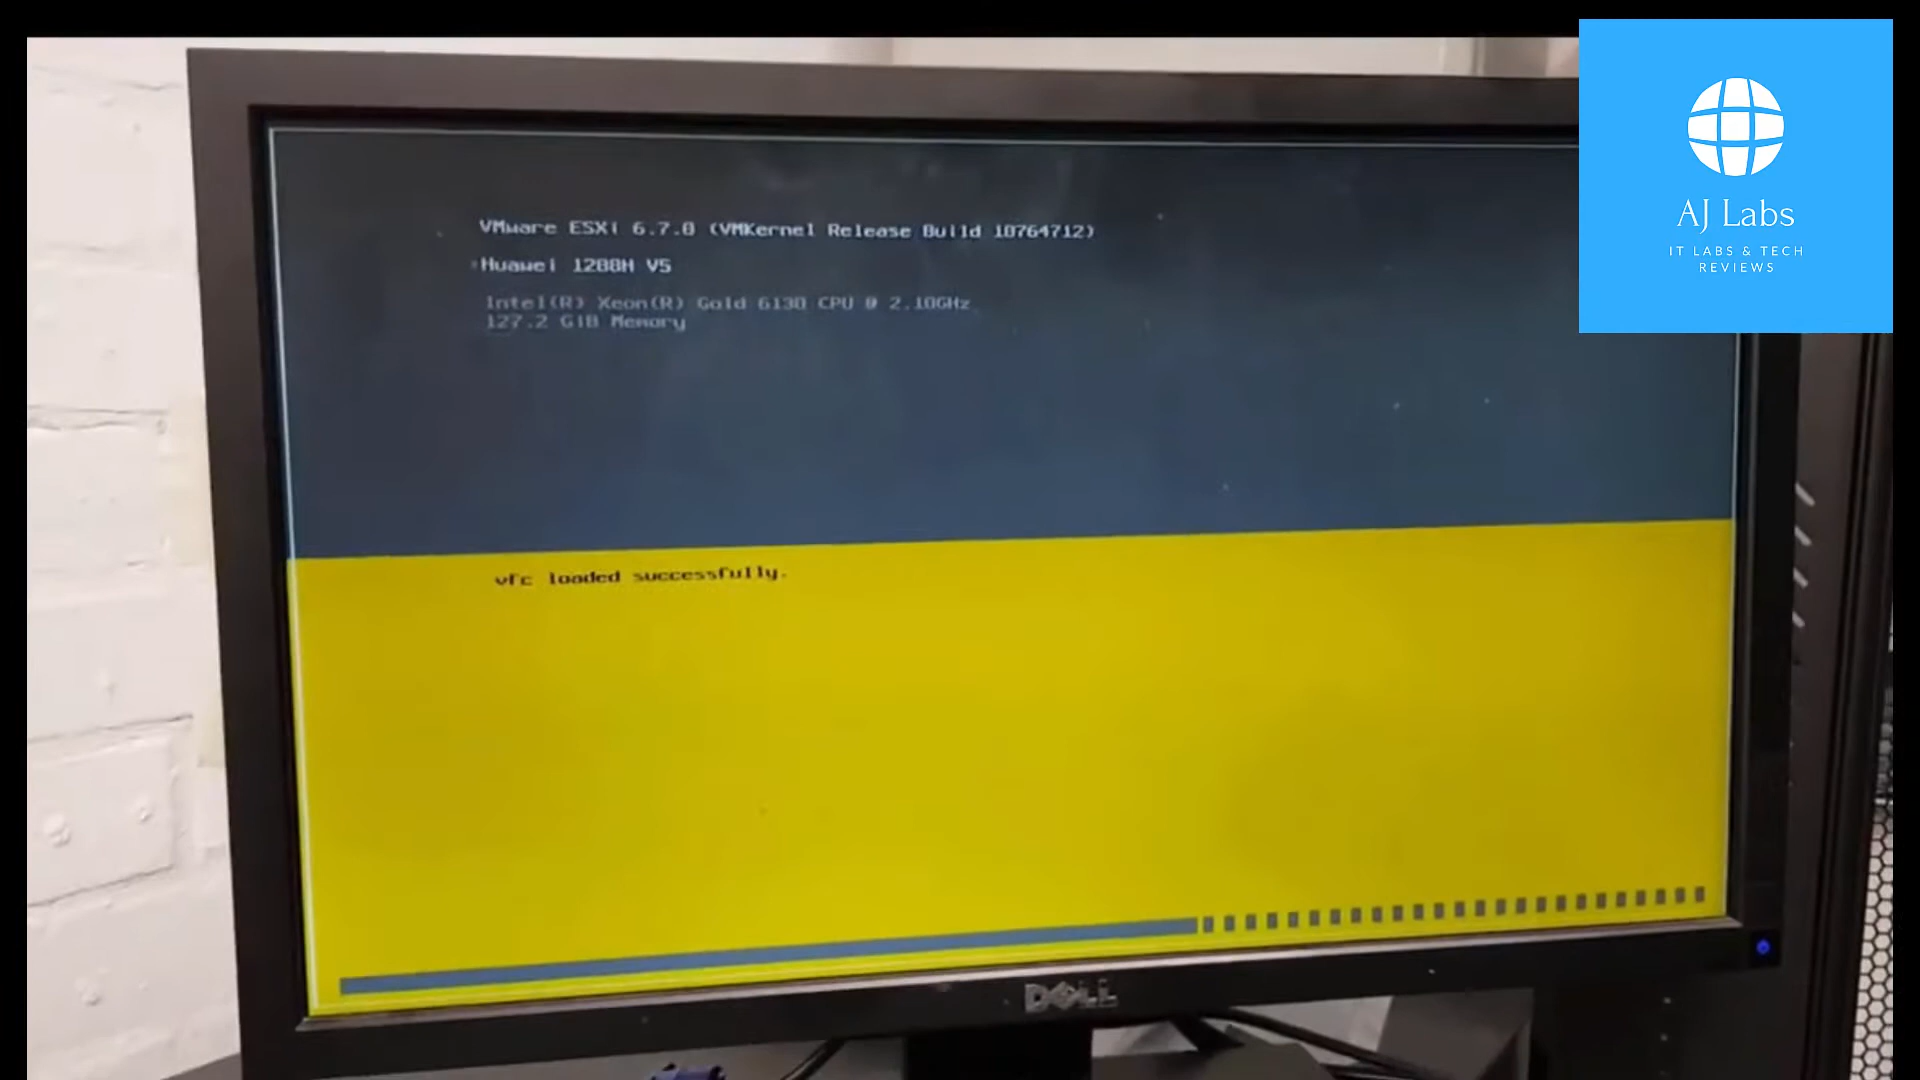 VMware ESXi 6.7.0 (VMKernel Release Build 10764712)
Huawei 1288H V5
Intel(R) Xeon(R) Gold 6130 CPU @ 2.10GHz
127.2 GiB Memory
vfc loaded successfully.
DELL
AJ Labs
IT LABS & TECH
REVIEWS